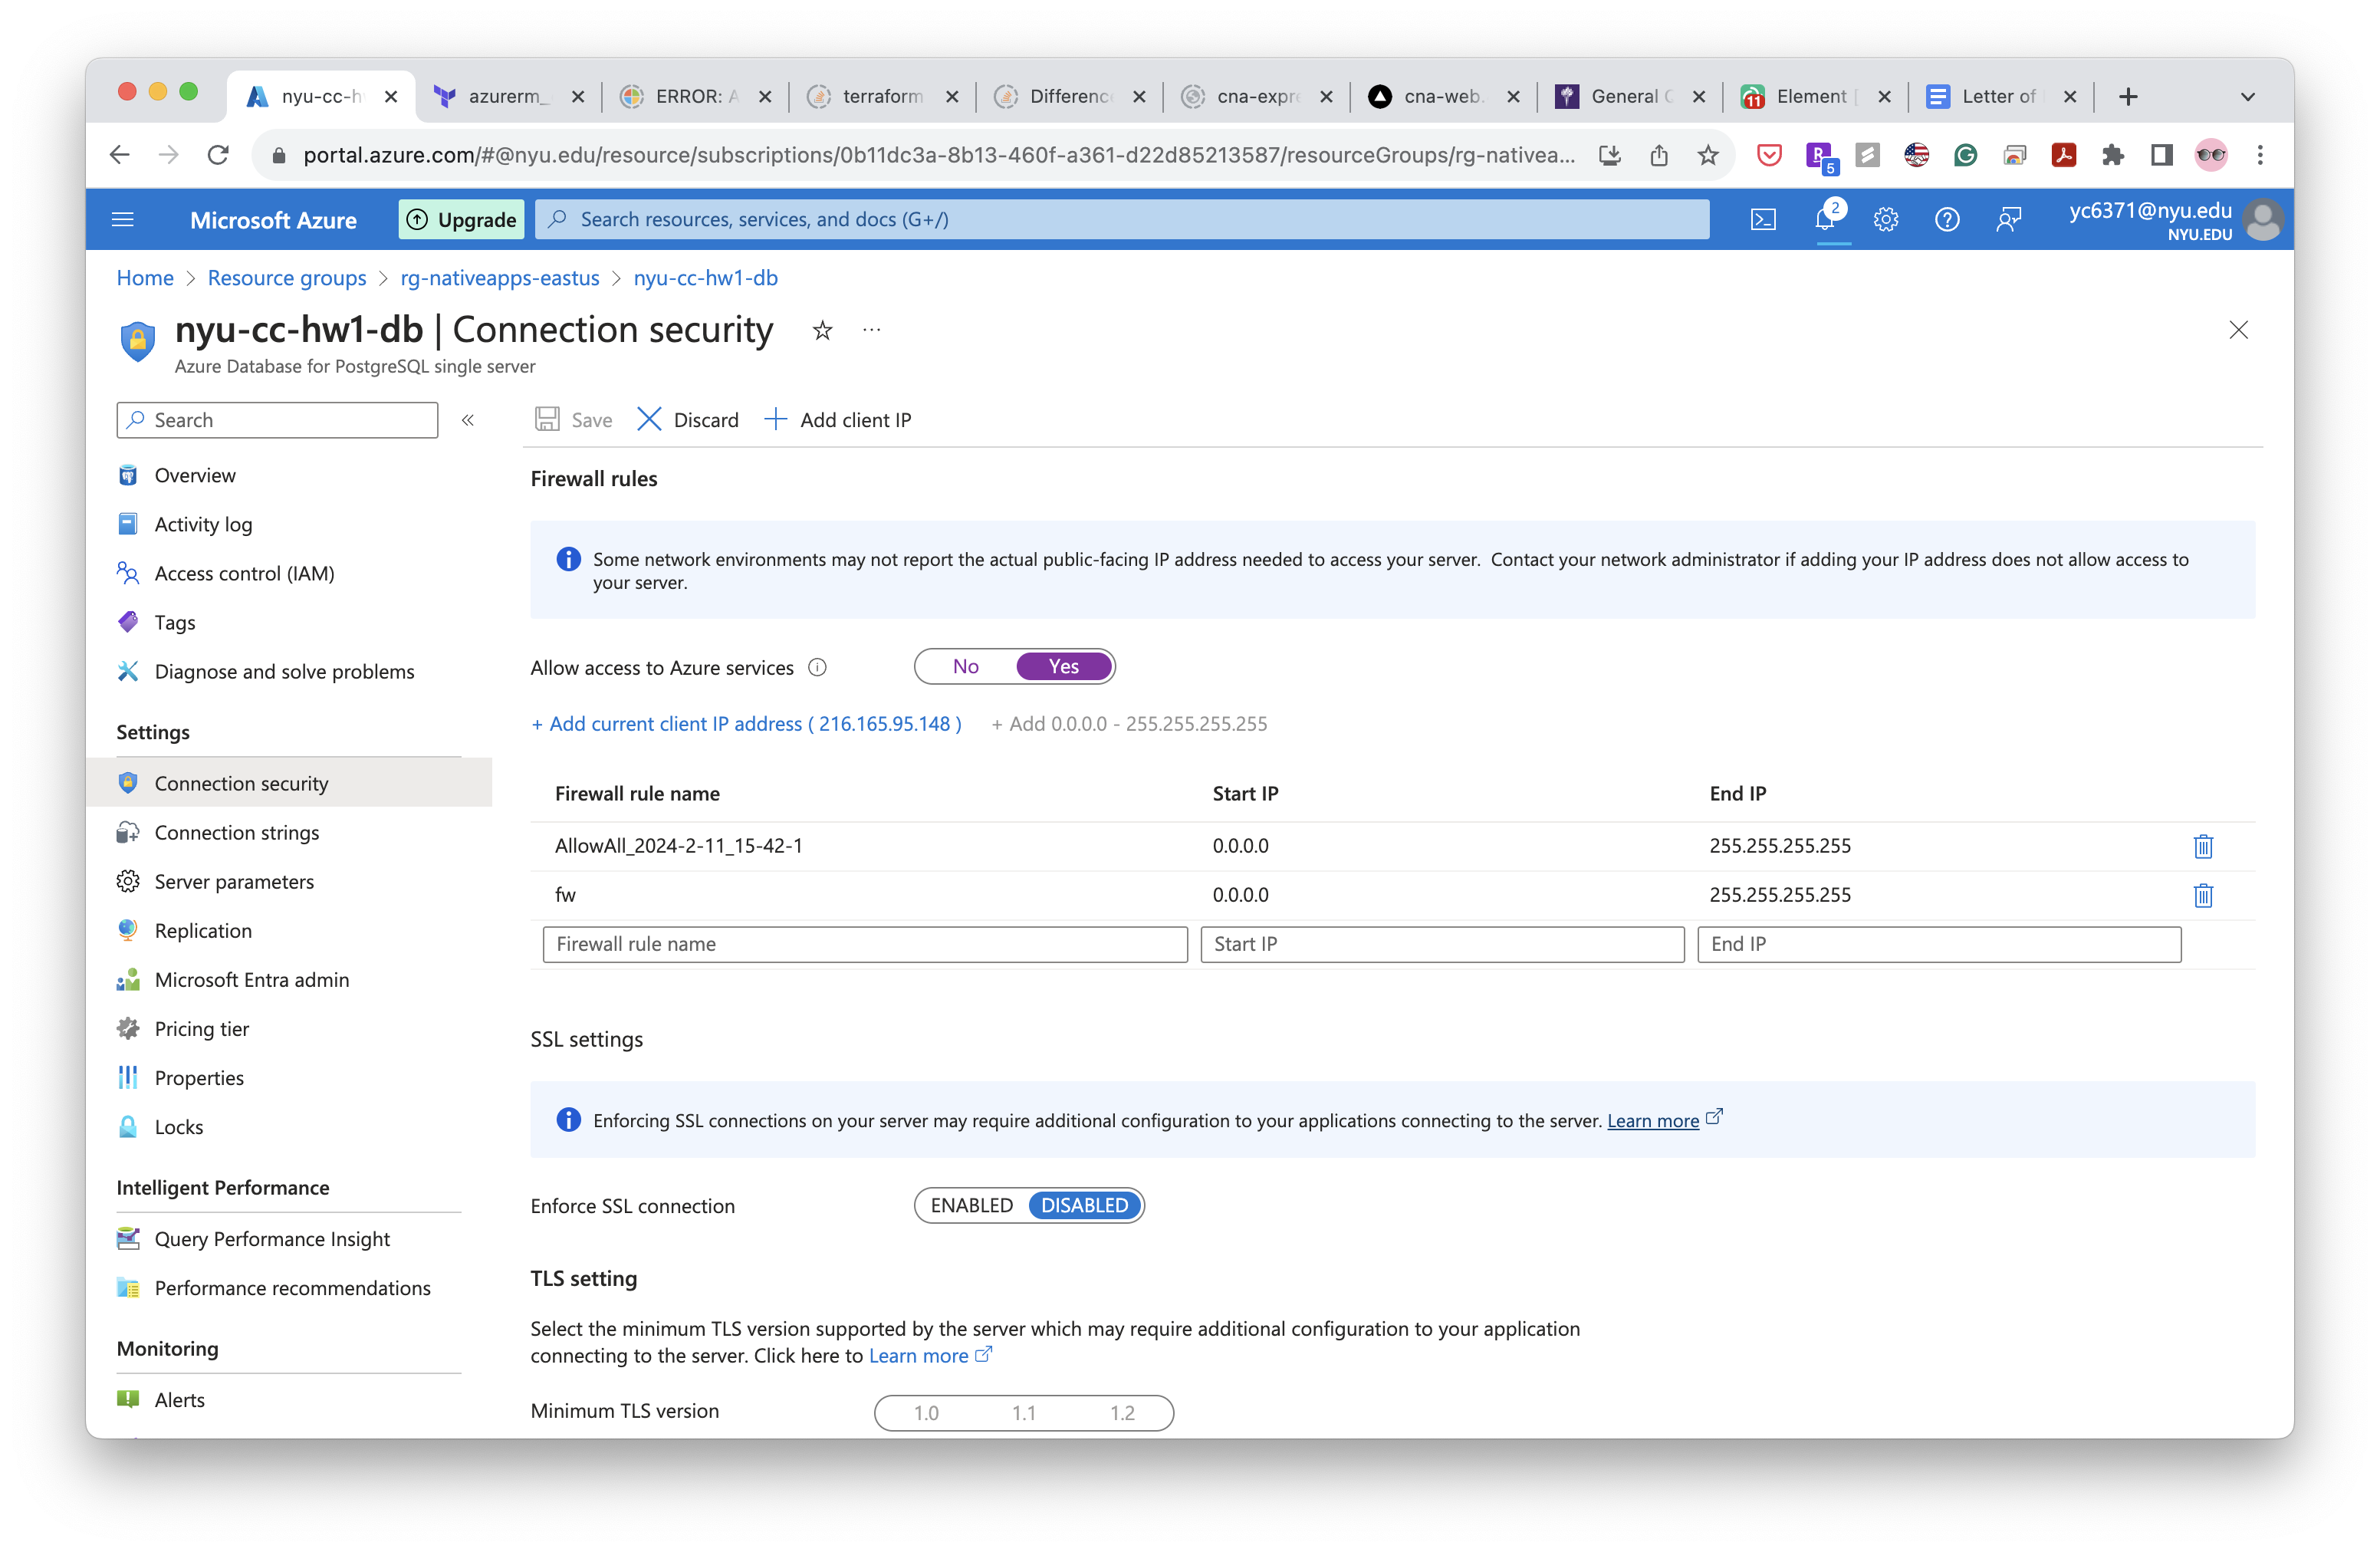 nyu-cc-h
azurerm_
ERROR: A
terraform
Difference
cna-expre
cna-web.
General C
11
Element
Letter of
portal.azure.com/#@nyu.edu/resource/subscriptions/0b11dc3a-8b13-460f-a361-d22d85213587/resourceGroups/rg-nativea...
5
Microsoft Azure
Upgrade
Search resources, services, and docs (G+/)
2
yc6371@nyu.edu
NYU.EDU
Home > Resource groups > rg-nativeapps-eastus > nyu-cc-hw1-db
nyu-cc-hw1-db | Connection security
Azure Database for PostgreSQL single server
Search
Overview
Activity log
Access control (IAM)
Tags
Diagnose and solve problems
Settings
Connection security
Connection strings
Server parameters
Replication
Microsoft Entra admin
Pricing tier
Properties
Locks
Intelligent Performance
Query Performance Insight
Performance recommendations
Monitoring
Alerts
Save Discard + Add client IP
Firewall rules
Some network environments may not report the actual public-facing IP address needed to access your server. Contact your network administrator if adding your IP address does not allow access to
your server.
Allow access to Azure services No Yes
+ Add current client IP address ( 216.165.95.148 ) + Add 0.0.0.0 - 255.255.255.255
Firewall rule name Start IP End IP
AllowAll_2024-2-11_15-42-1 0.0.0.0 255.255.255.255
fw 0.0.0.0 255.255.255.255
Firewall rule name Start IP End IP
SSL settings
Enforcing SSL connections on your server may require additional configuration to your applications connecting to the server. Learn more
Enforce SSL connection ENABLED DISABLED
TLS setting
Select the minimum TLS version supported by the server which may require additional configuration to your application
connecting to the server. Click here to Learn more
Minimum TLS version 1.0 1.1 1.2